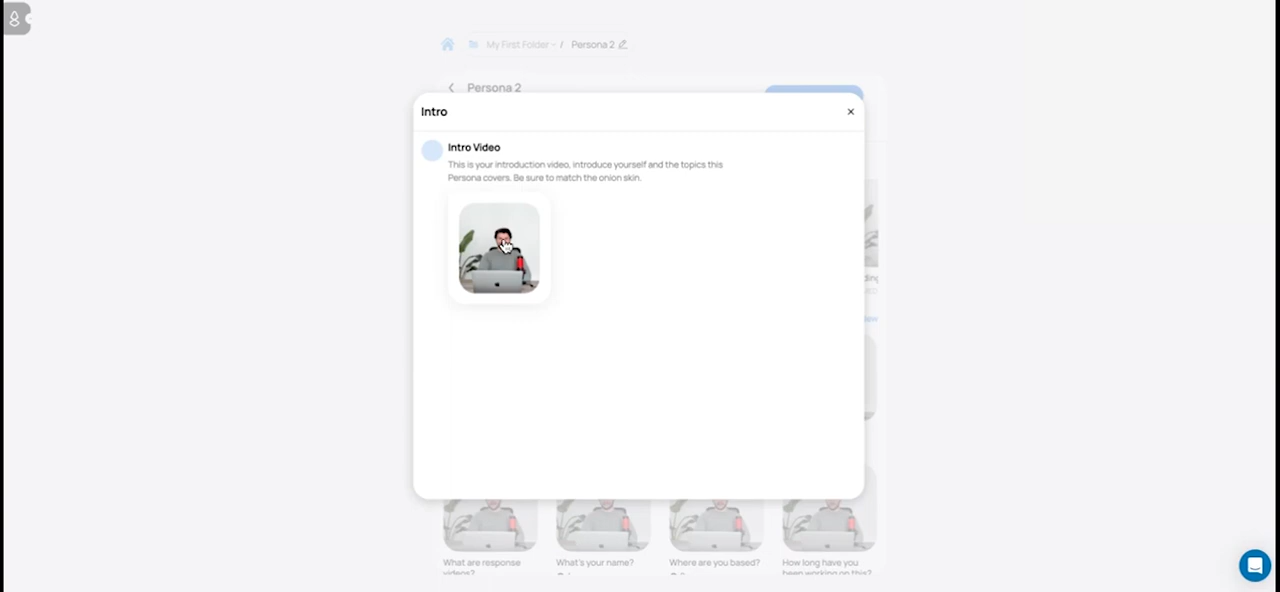 My First Folder
/
Persona 2
Persona 2
Intro
Intro Video
This is your introduction video, introduce yourself and the topics this
Persona covers. Be sure to match the onion skin.
What are response
videos?
What's your name?
Where are you based?
How long have you
been working on this?